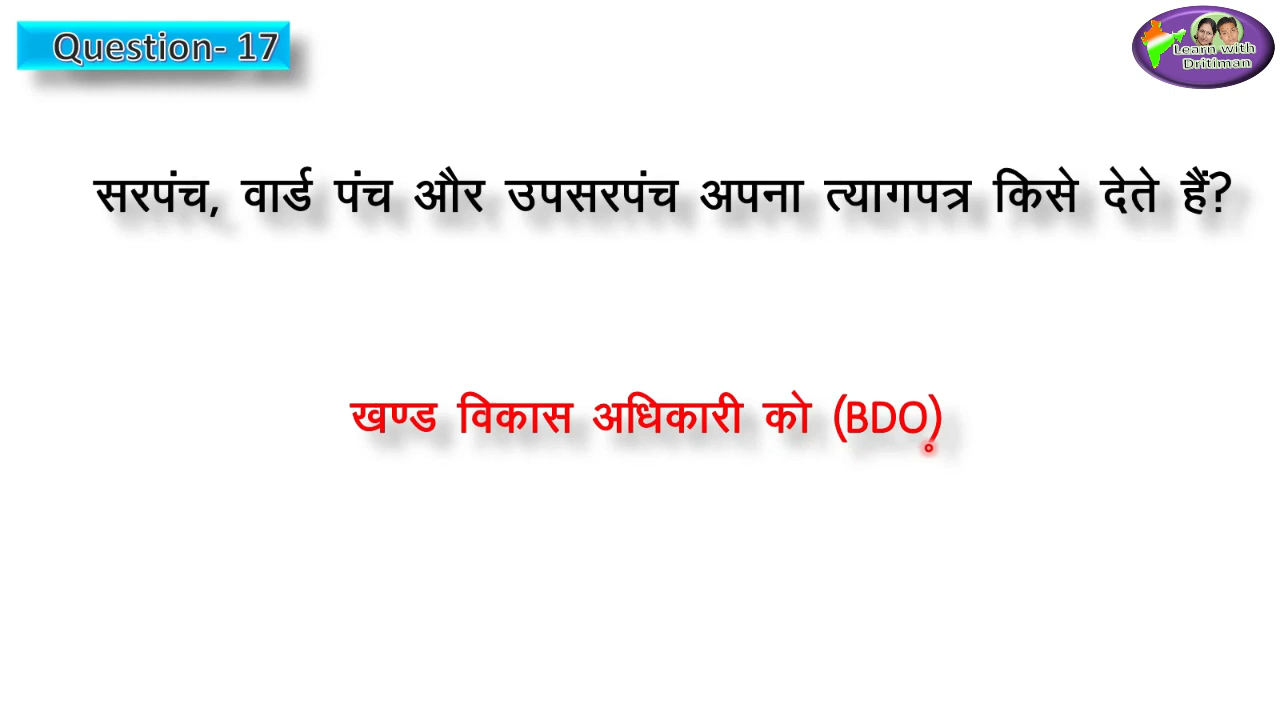 Question- 17
Learn with
Dritiman
सरपंच, वार्ड पंच और उपसरपंच अपना त्यागपत्र किसे देते हैं?
खण्ड विकास अधिकारी को (BDO)